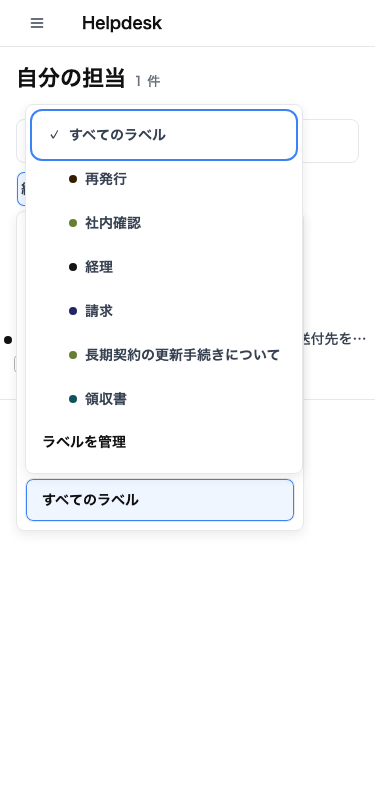 Helpdesk
自分の担当 1 件
✓ すべてのラベル
再発行
社内確認
経理
請求
送付先を…
長期契約の更新手続きについて
領収書
ラベルを管理
すべてのラベル